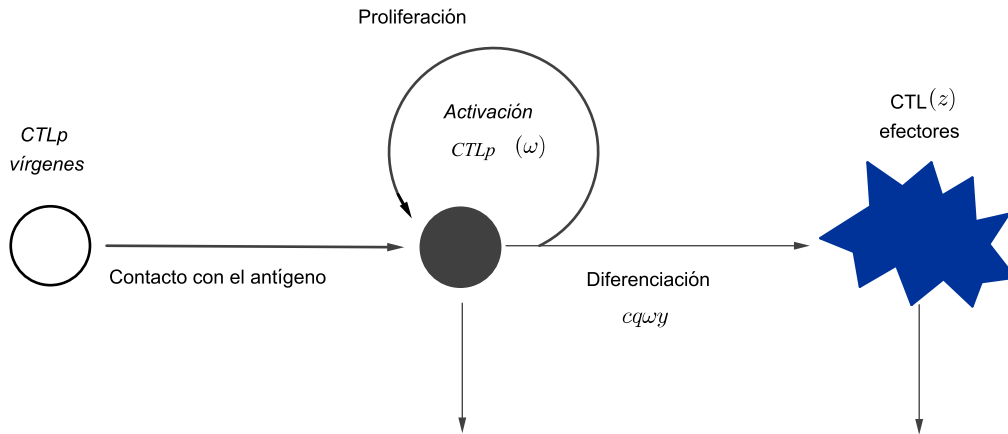 Proliferación
Activación
CTLp (ω)
CTL(z)
efectores
CTLp
vírgenes
Contacto con el antígeno
Diferenciación
cqωy